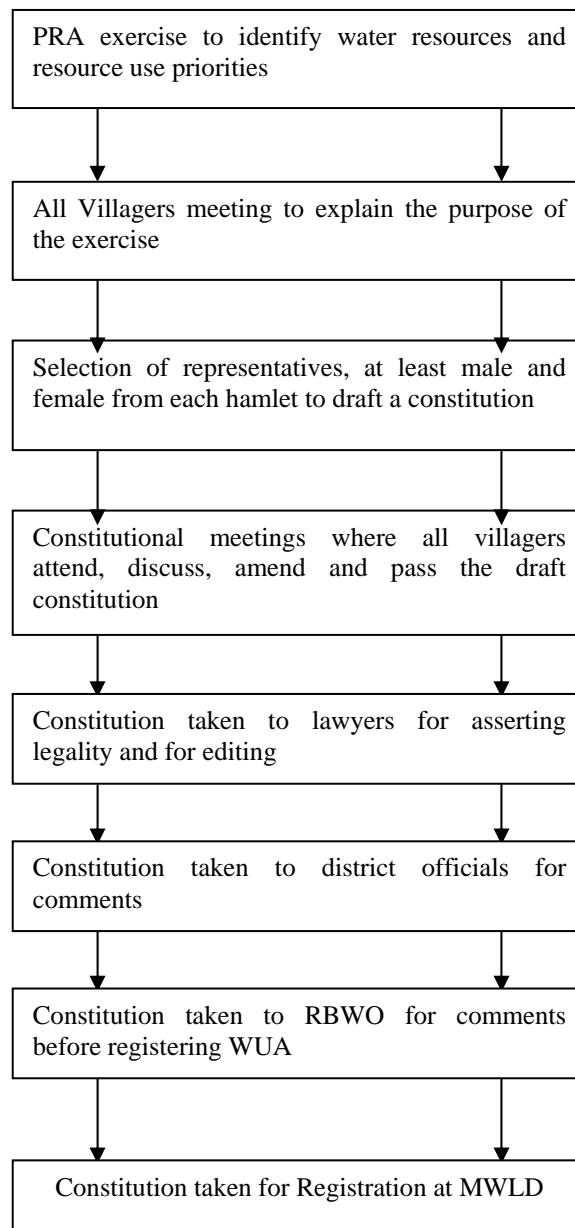 PRA exercise to identify water resources and
resource use priorities
All Villagers meeting to explain the purpose of
the exercise
Selection of representatives, at least male and
female from each hamlet to draft a constitution
Constitutional meetings where all villagers
attend, discuss, amend and pass the draft
constitution
Constitution taken to lawyers for asserting
legality and for editing
Constitution taken to district officials for
comments
Constitution taken to RBWO for comments
before registering WUA
Constitution taken for Registration at MWLD